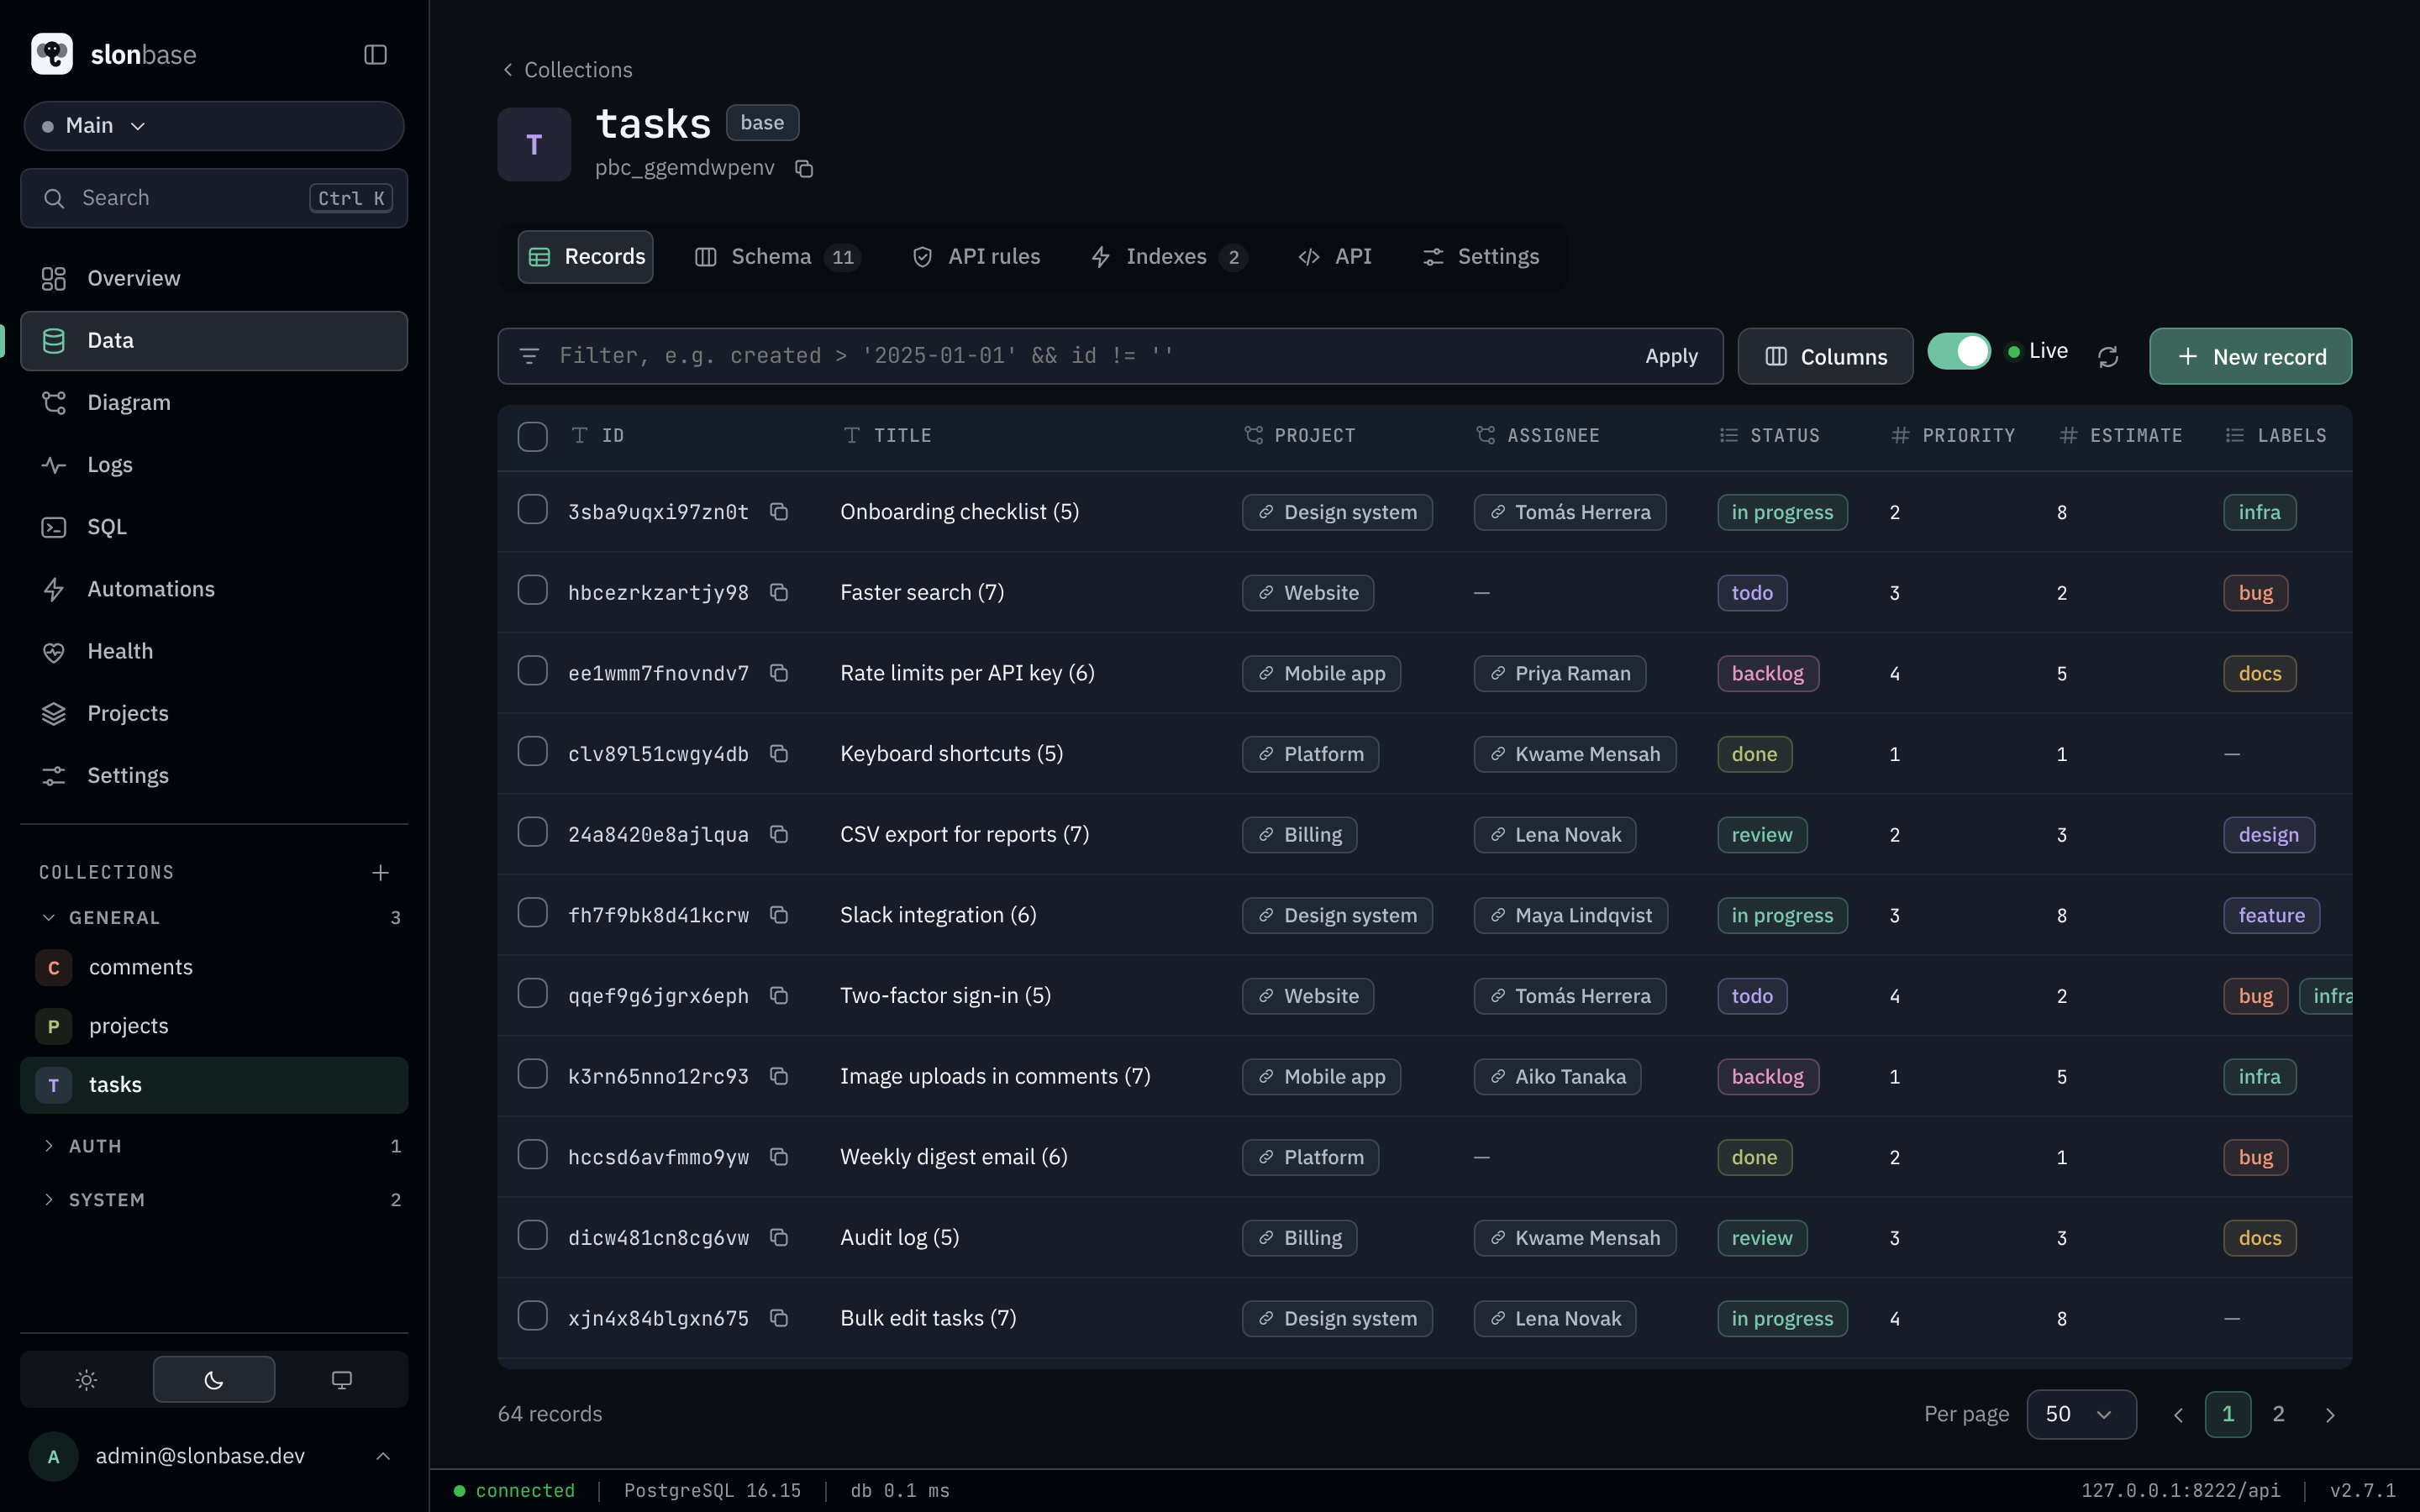 slonbase
Main
Search Ctrl K
Overview
Data
Diagram
Logs
SQL
Automations
Health
Projects
Settings
COLLECTIONS
GENERAL 3
C comments
P projects
T tasks
AUTH 1
SYSTEM 2
A admin@slonbase.dev
Collections
T tasks base
pbc_ggemdwpenv
Records Schema 11 API rules Indexes 2 API Settings
Filter, e.g. created > '2025-01-01' && id != '' Apply Columns Live New record
ID TITLE PROJECT ASSIGNEE STATUS PRIORITY ESTIMATE LABELS
3sba9uqxi97zn0t Onboarding checklist (5) Design system Tomás Herrera in progress 2 8 infra
hbcezrkzartjy98 Faster search (7) Website — todo 3 2 bug
ee1wmm7fnovndv7 Rate limits per API key (6) Mobile app Priya Raman backlog 4 5 docs
clv89l51cwgy4db Keyboard shortcuts (5) Platform Kwame Mensah done 1 1 —
24a8420e8ajlqua CSV export for reports (7) Billing Lena Novak review 2 3 design
fh7f9bk8d41kcrw Slack integration (6) Design system Maya Lindqvist in progress 3 8 feature
qqef9g6jgrx6eph Two-factor sign-in (5) Website Tomás Herrera todo 4 2 bug infra
k3rn65nno12rc93 Image uploads in comments (7) Mobile app Aiko Tanaka backlog 1 5 infra
hccsd6avfmmo9yw Weekly digest email (6) Platform — done 2 1 bug
dicw481cn8cg6vw Audit log (5) Billing Kwame Mensah review 3 3 docs
xjn4x84blgxn675 Bulk edit tasks (7) Design system Lena Novak in progress 4 8 —
64 records Per page 50 1 2
connected | PostgreSQL 16.15 | db 0.1 ms 127.0.0.1:8222/api | v2.7.1